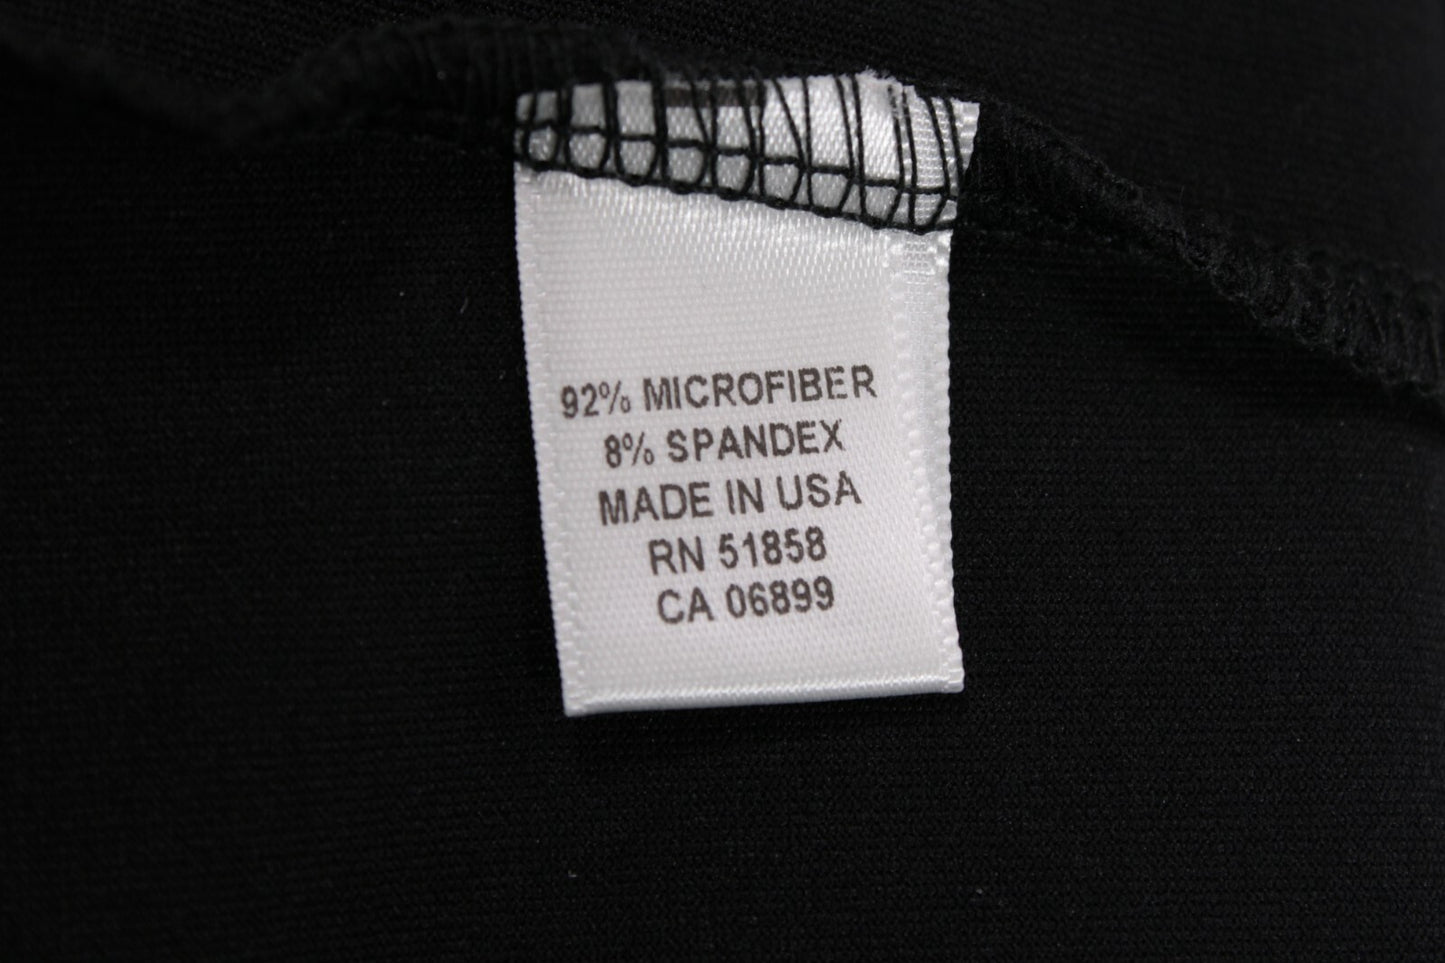 92% MICROFIBER
8% SPANDEX
MADE IN USA
RN 51858
CA 06899